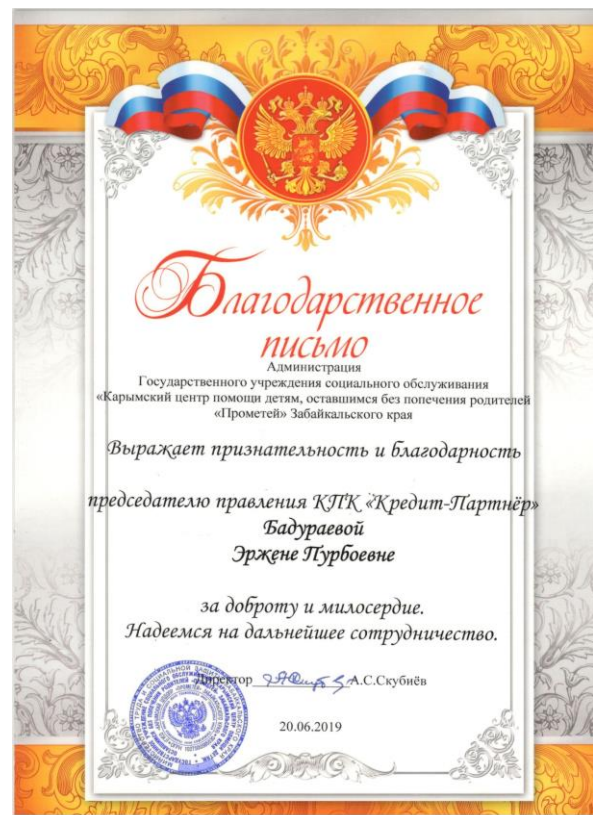 Благодарственное
письмо
Администрация
Государственного учреждения социального обслуживания
«Карымский центр помощи детям, оставшимся без попечения родителей
«Прометей» Забайкальского края
Выражает признательность и благодарность
председателю правления КПК «Кредит-Партнёр»
Бадураевой
Эржене Пурбоевне
за доброту и милосердие.
Надеемся на дальнейшее сотрудничество.
Директор А.С.Скубиёв
20.06.2019